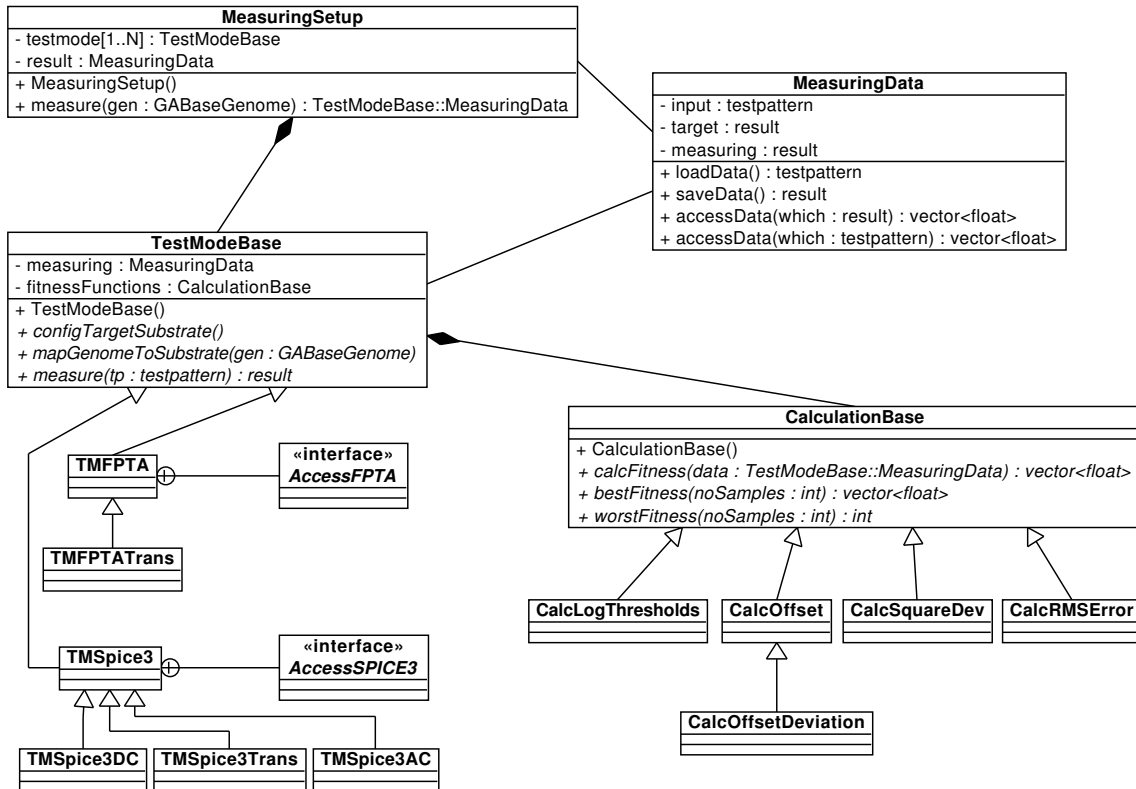 MeasuringSetup
- testmode[1..N] : TestModeBase
- result : MeasuringData
+ MeasuringSetup()
+ measure(gen : GABaseGenome) : TestModeBase::MeasuringData
MeasuringData
- input : testpattern
- target : result
- measuring : result
+ loadData() : testpattern
+ saveData() : result
+ accessData(which : result) : vector<float>
+ accessData(which : testpattern) : vector<float>
TestModeBase
- measuring : MeasuringData
- fitnessFunctions : CalculationBase
+ TestModeBase()
+ configTargetSubstrate()
+ mapGenomeToSubstrate(gen : GABaseGenome)
+ measure(tp : testpattern) : result
CalculationBase
+ CalculationBase()
+ calcFitness(data : TestModeBase::MeasuringData) : vector<float>
+ bestFitness(noSamples : int) : vector<float>
+ worstFitness(noSamples : int) : int
TMFPTA
«interface»
AccessFPTA
TMFPTATrans
CalcLogThresholds
CalcOffset
CalcSquareDev
CalcRMSError
TMSpice3
«interface»
AccessSPICE3
CalcOffsetDeviation
TMSpice3DC
TMSpice3Trans
TMSpice3AC